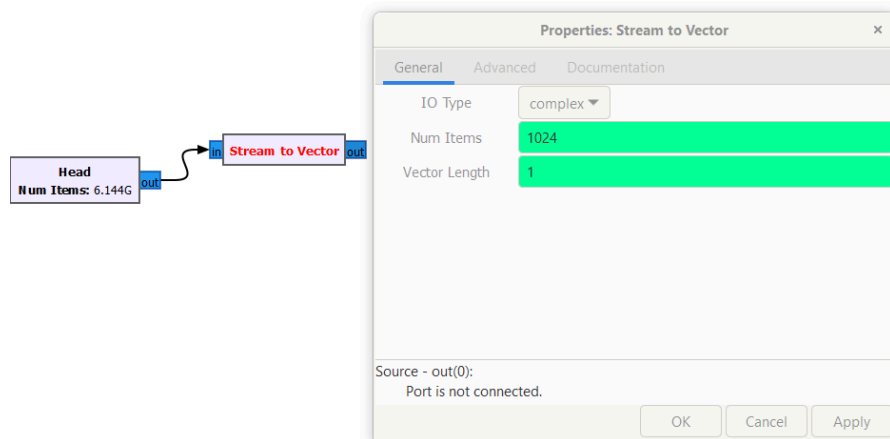 Properties: Stream to Vector
×
General Advanced Documentation
IO Type complex
Num Items 1024
Vector Length 1
Source - out(0):
Port is not connected.
OK Cancel Apply
in Stream to Vector out
Head
Num Items: 6.144G
out